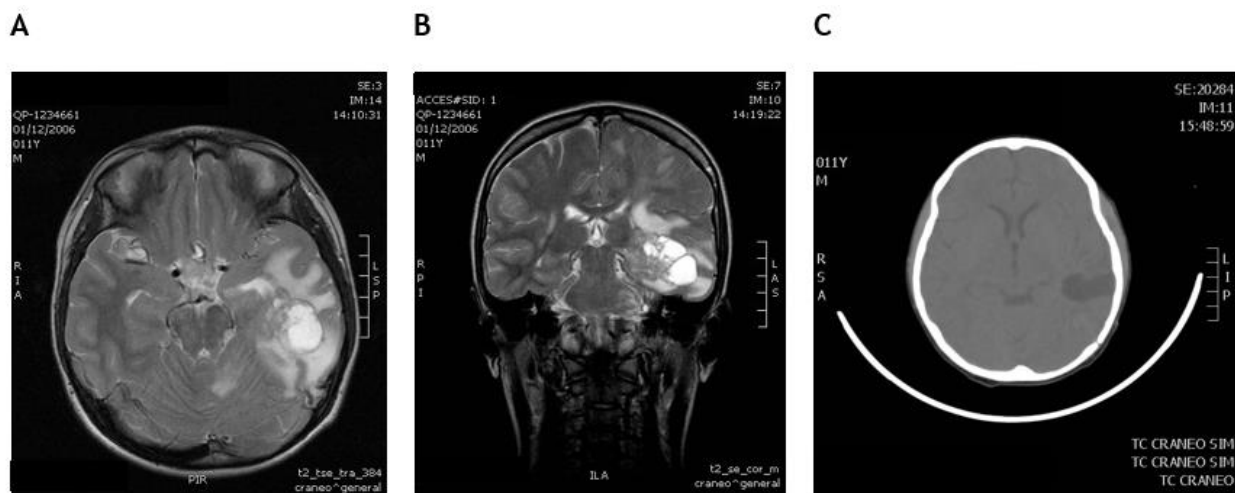 A
B
C
SE:3
IM:14
14:10:31
QP-1234661
01/12/2006
011Y
M
R
I
A
L
S
P
PIR
t2_tse_tra_384
craneo^general
SE:7
IM:10
14:19:22
ACCES#SID: 1
QP-1234661
01/12/2006
011Y
M
R
P
I
L
A
S
ILA
t2_se_cor_m
craneo^general
SE:20284
IM:11
15:48:59
011Y
M
R
S
A
L
I
P
TC CRANEO SIM
TC CRANEO SIM
TC CRANEO